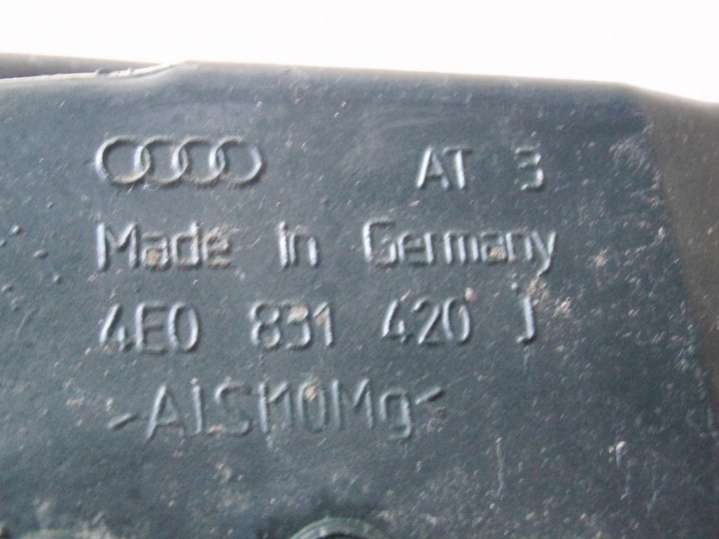 AT 3
Made in Germany
4E0 831 420 J
>AlSi10Mg<